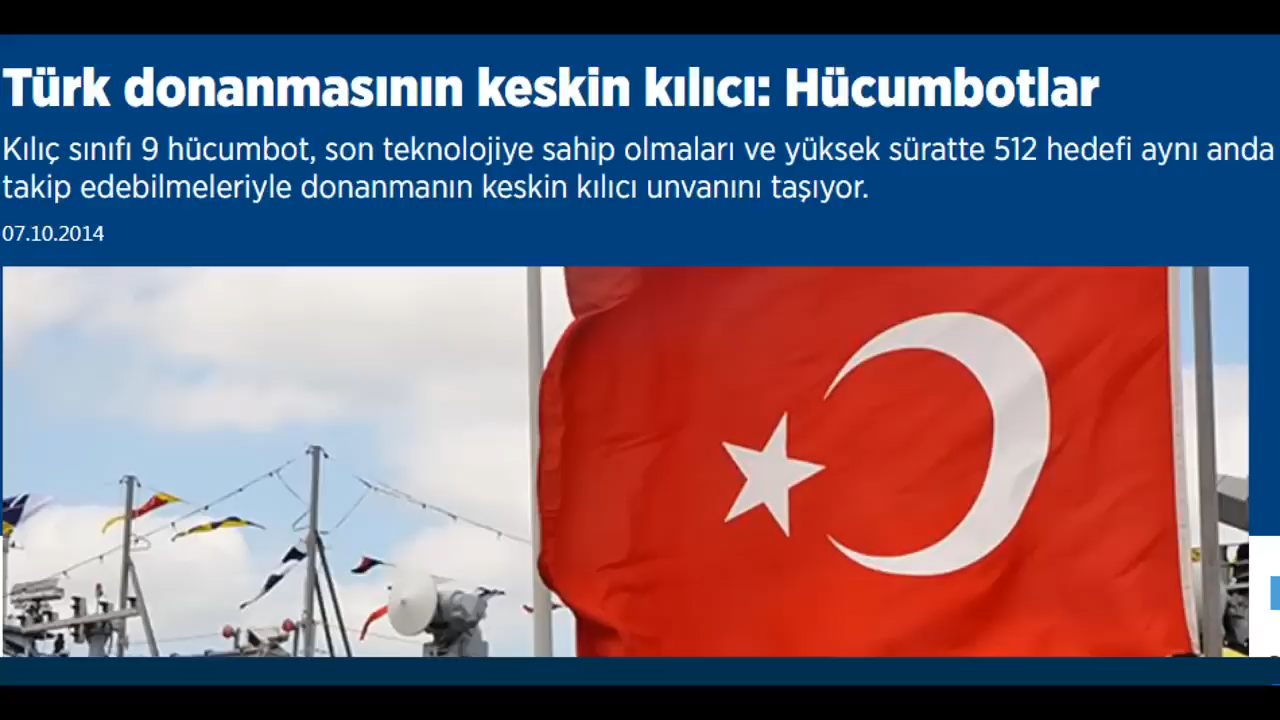 Türk donanmasının keskin kılıcı: Hücumbotlar
Kılıç sınıfı 9 hücumbot, son teknolojiye sahip olmaları ve yüksek süratte 512 hedefi aynı anda
takip edebilmeleriyle donanmanın keskin kılıcı unvanını taşıyor.
07.10.2014